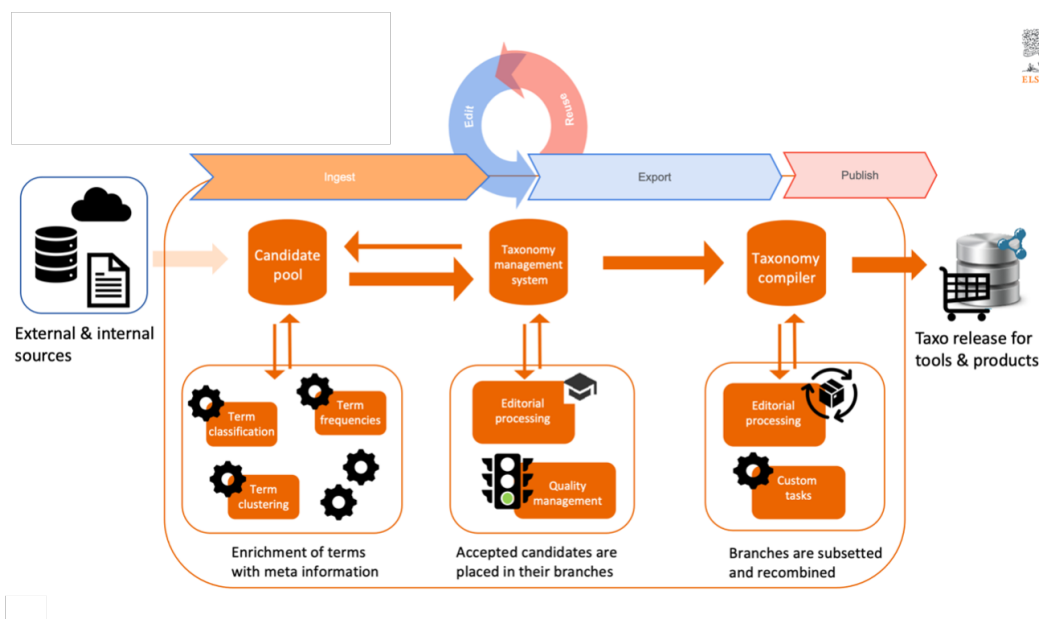 ELS
Edit
Reuse
Ingest
Export
Publish
Candidate
pool
Taxonomy
management
system
Taxonomy
compiler
External & internal
sources
Taxo release for
tools & products
Term
classification
Term
frequencies
Term
clustering
Editorial
processing
Quality
management
Editorial
processing
Custom
tasks
Enrichment of terms
with meta information
Accepted candidates are
placed in their branches
Branches are subsetted
and recombined